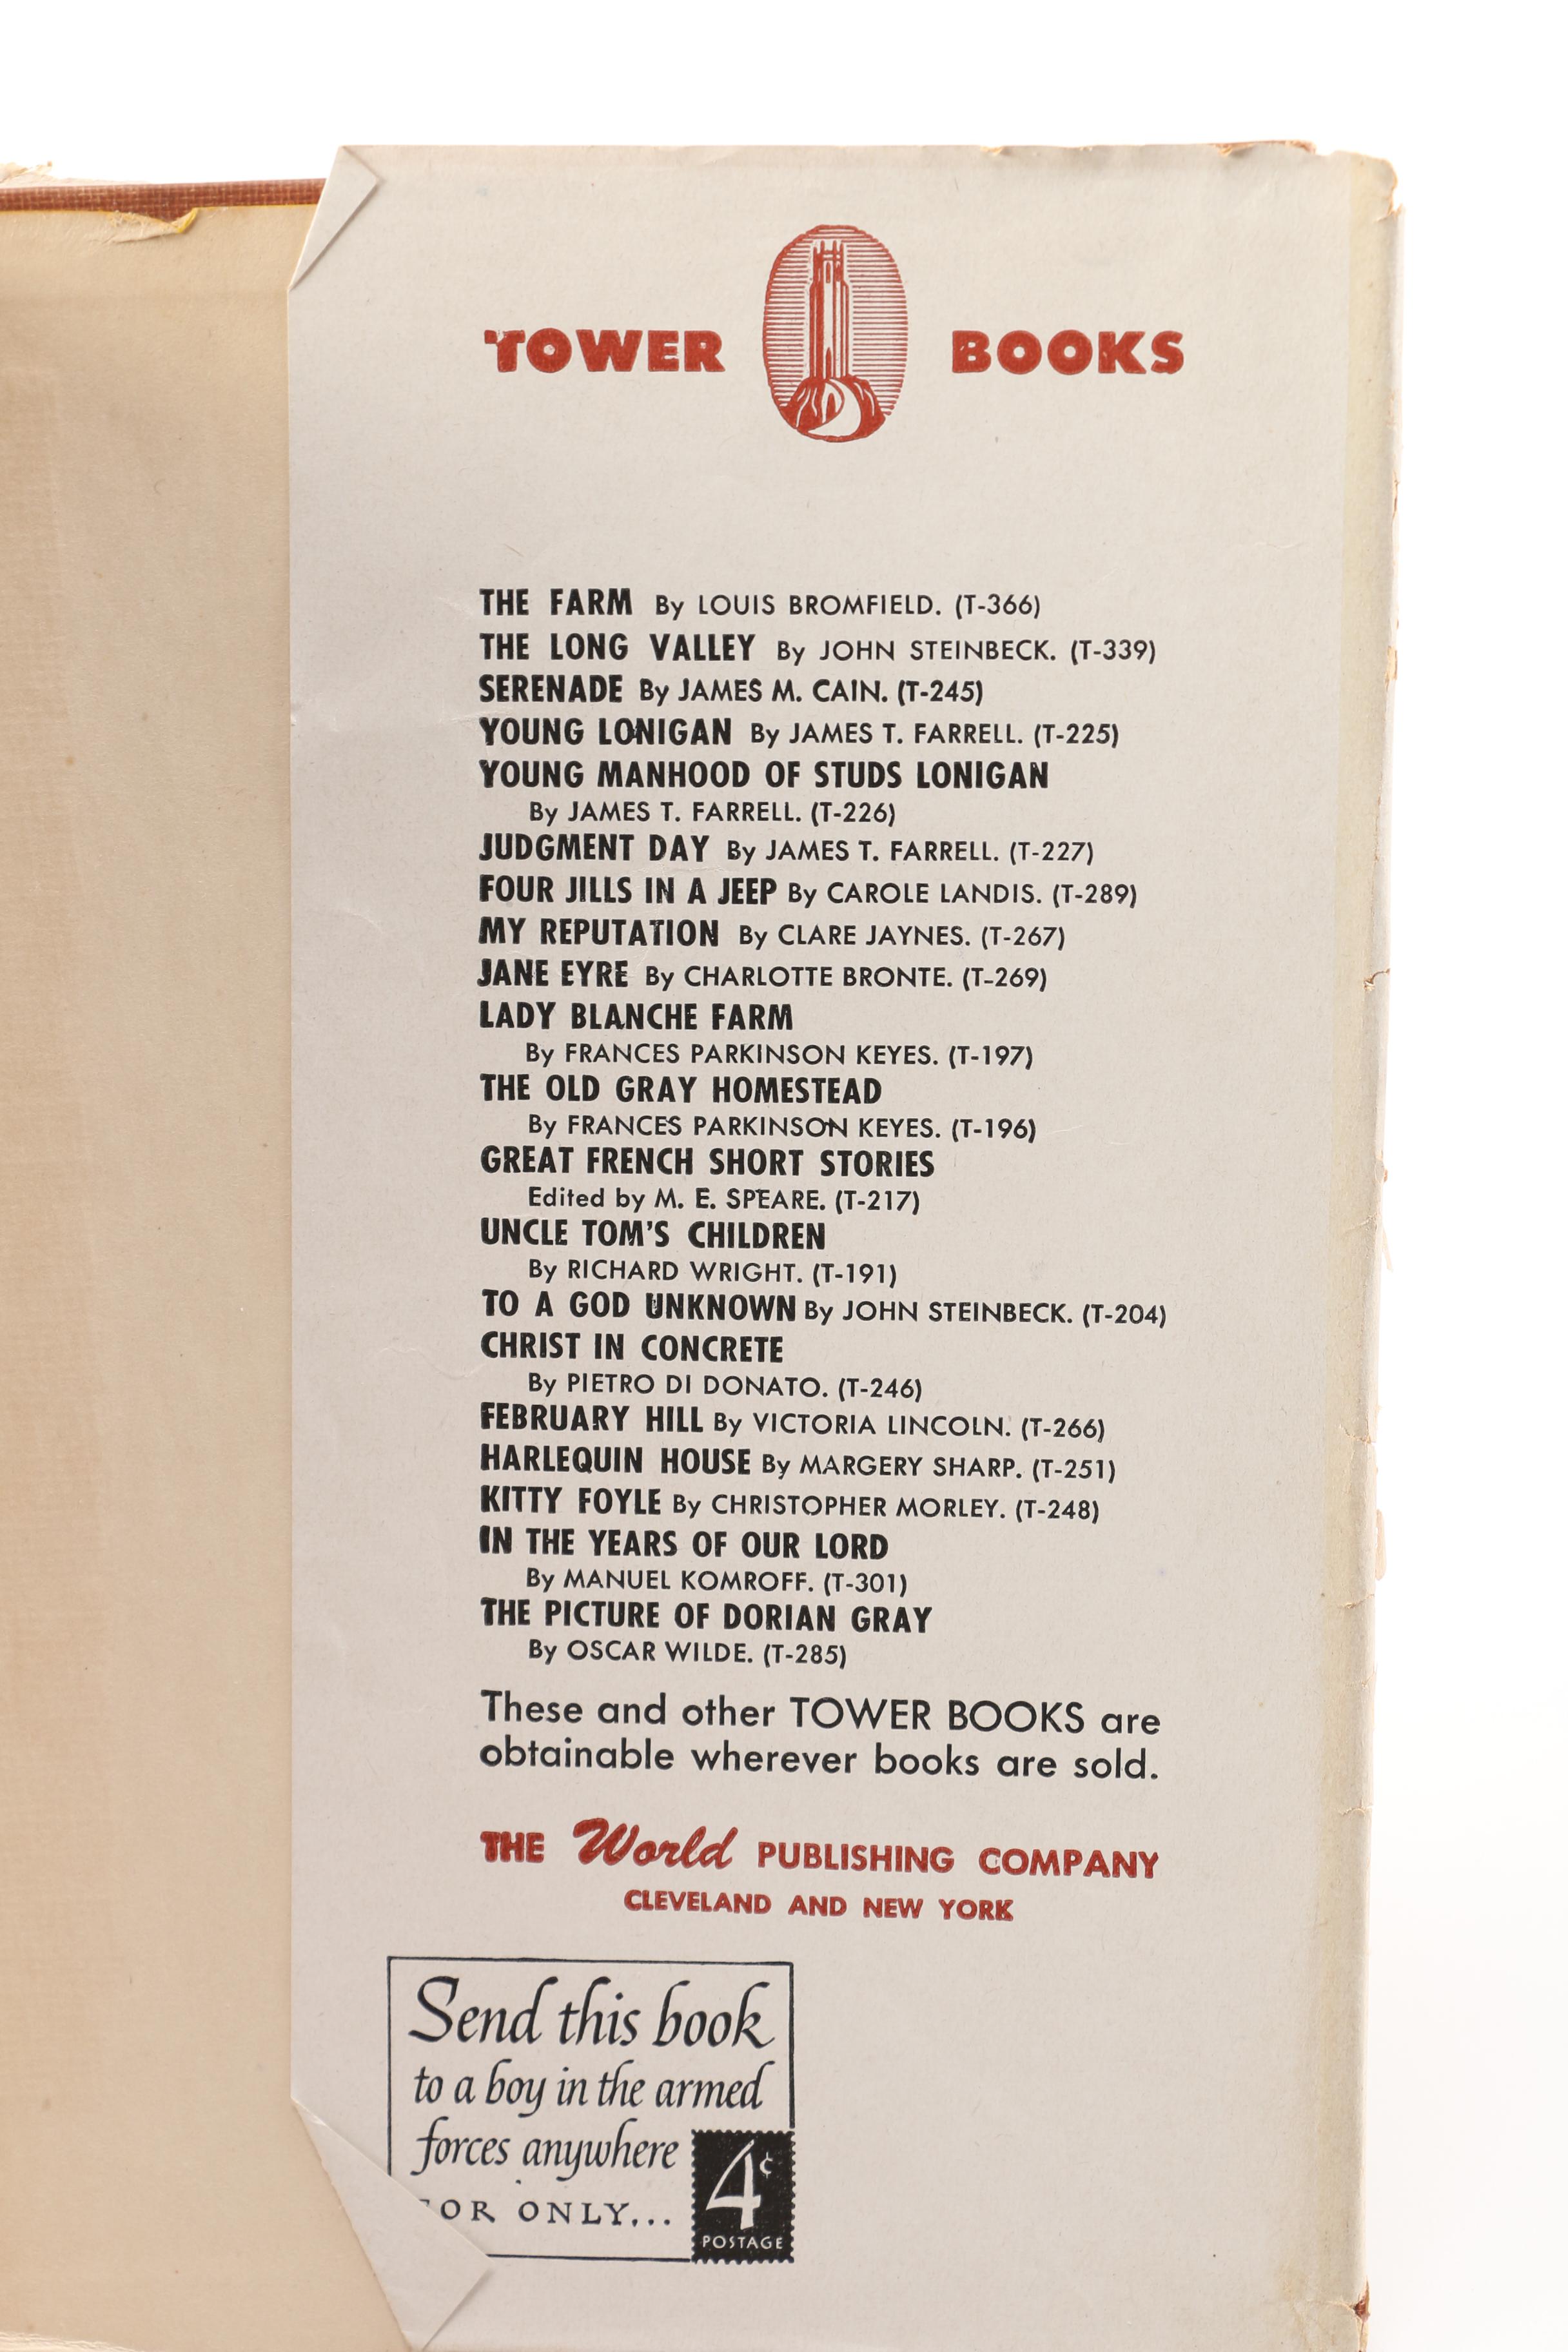 TOWER BOOKS
THE FARM By LOUIS BROMFIELD. (T-366)
THE LONG VALLEY By JOHN STEINBECK. (T-339)
SERENADE By JAMES M. CAIN. (T-245)
YOUNG LONIGAN By JAMES T. FARRELL. (T-225)
YOUNG MANHOOD OF STUDS LONIGAN
By JAMES T. FARRELL. (T-226)
JUDGMENT DAY By JAMES T. FARRELL. (T-227)
FOUR JILLS IN A JEEP By CAROLE LANDIS. (T-289)
MY REPUTATION By CLARE JAYNES. (T-267)
JANE EYRE By CHARLOTTE BRONTE. (T-269)
LADY BLANCHE FARM
By FRANCES PARKINSON KEYES. (T-197)
THE OLD GRAY HOMESTEAD
By FRANCES PARKINSON KEYES. (T-196)
GREAT FRENCH SHORT STORIES
Edited by M. E. SPEARE. (T-217)
UNCLE TOM'S CHILDREN
By RICHARD WRIGHT. (T-191)
TO A GOD UNKNOWN By JOHN STEINBECK. (T-204)
CHRIST IN CONCRETE
By PIETRO DI DONATO. (T-246)
FEBRUARY HILL By VICTORIA LINCOLN. (T-266)
HARLEQUIN HOUSE By MARGERY SHARP. (T-251)
KITTY FOYLE By CHRISTOPHER MORLEY. (T-248)
IN THE YEARS OF OUR LORD
By MANUEL KOMROFF. (T-301)
THE PICTURE OF DORIAN GRAY
By OSCAR WILDE. (T-285)
These and other TOWER BOOKS are
obtainable wherever books are sold.
THE World PUBLISHING COMPANY
CLEVELAND AND NEW YORK
Send this book
to a boy in the armed
forces anywhere
FOR ONLY...
4¢
POSTAGE